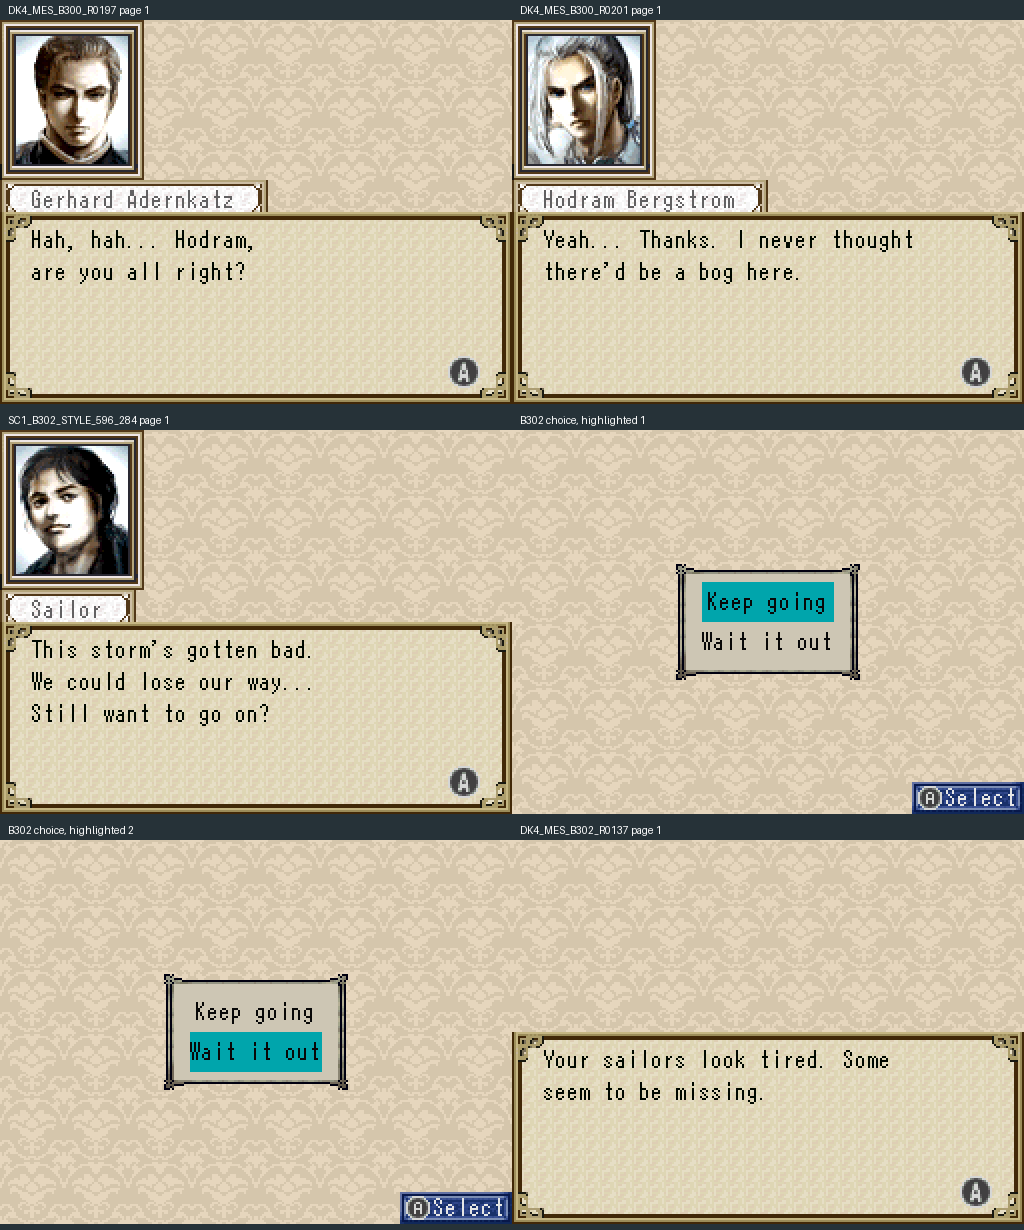 DK4_MES_B300_R0197 page 1
Gerhard Adernkatz
Hah, hah... Hodram,
are you all right?
A
DK4_MES_B300_R0201 page 1
Hodram Bergstrom
Yeah... Thanks. I never thought
there'd be a bog here.
A
SC1_B302_STYLE_596_284 page 1
Sailor
This storm's gotten bad.
We could lose our way...
Still want to go on?
A
B302 choice, highlighted 1
Keep going
Wait it out
A Select
B302 choice, highlighted 2
Keep going
Wait it out
A Select
DK4_MES_B302_R0137 page 1
Your sailors look tired. Some
seem to be missing.
A